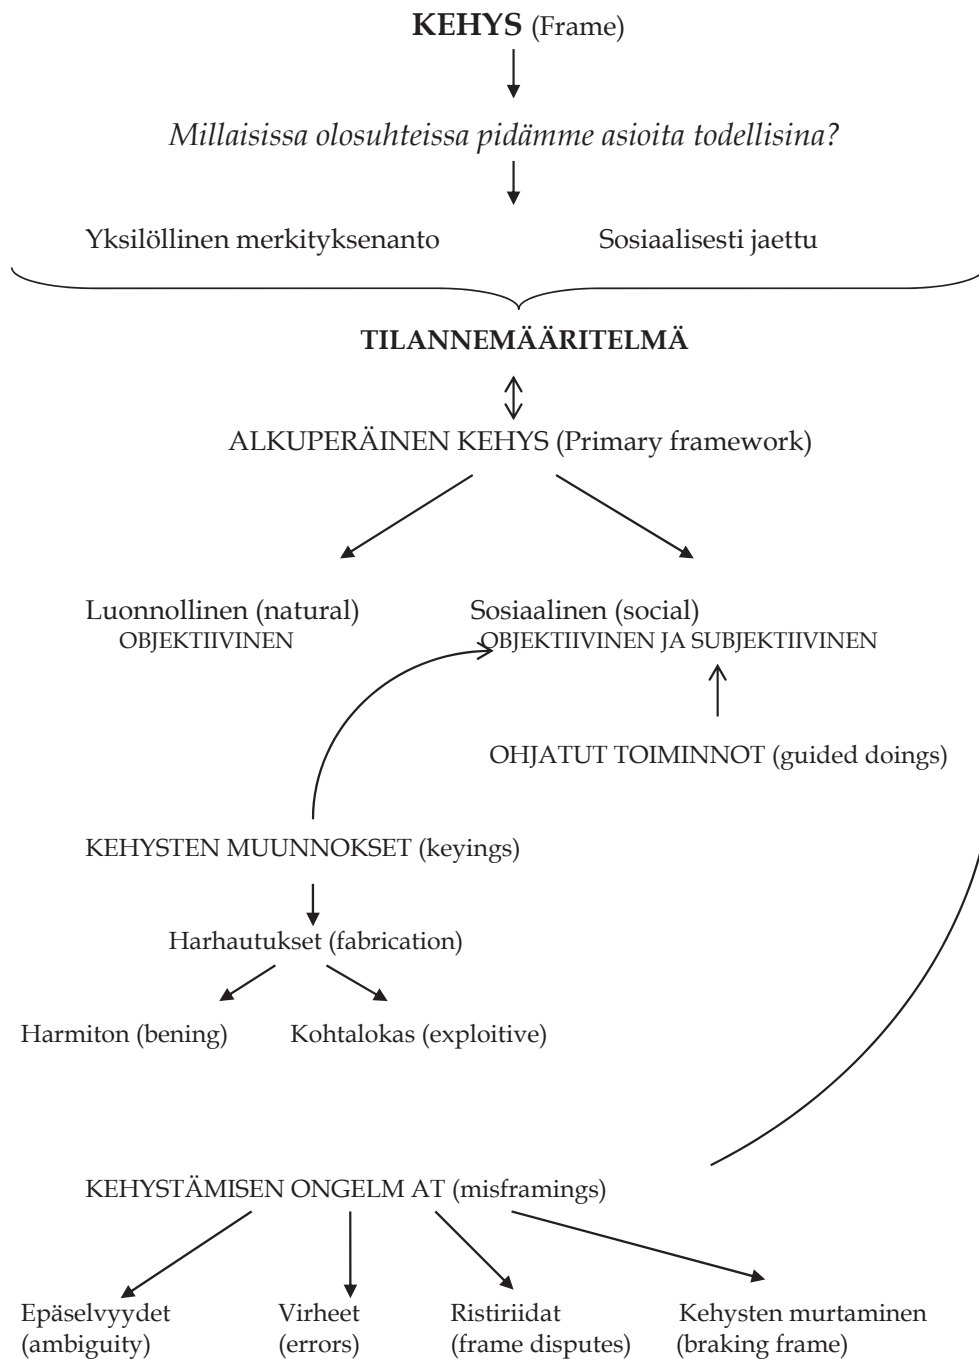 KEHYS (Frame)
Millaisissa olosuhteissa pidämme asioita todellisina?
Yksilöllinen merkityksenanto Sosiaalisesti jaettu
TILANNEMÄÄRITELMÄ
ALKUPERÄINEN KEHYS (Primary framework)
Luonnollinen (natural) Sosiaalinen (social)
OBJEKTIIVINEN OBJEKTIIVINEN JA SUBJEKTIIVINEN
OHJATUT TOIMINNOT (guided doings)
KEHYSTEN MUUNNOKSET (keyings)
Harhautukset (fabrication)
Harmiton (bening) Kohtalokas (exploitive)
KEHYSTÄMISEN ONGELM AT (misframings)
Epäselvyydet Virheet Ristiriidat Kehysten murtaminen
(ambiguity) (errors) (frame disputes) (braking frame)